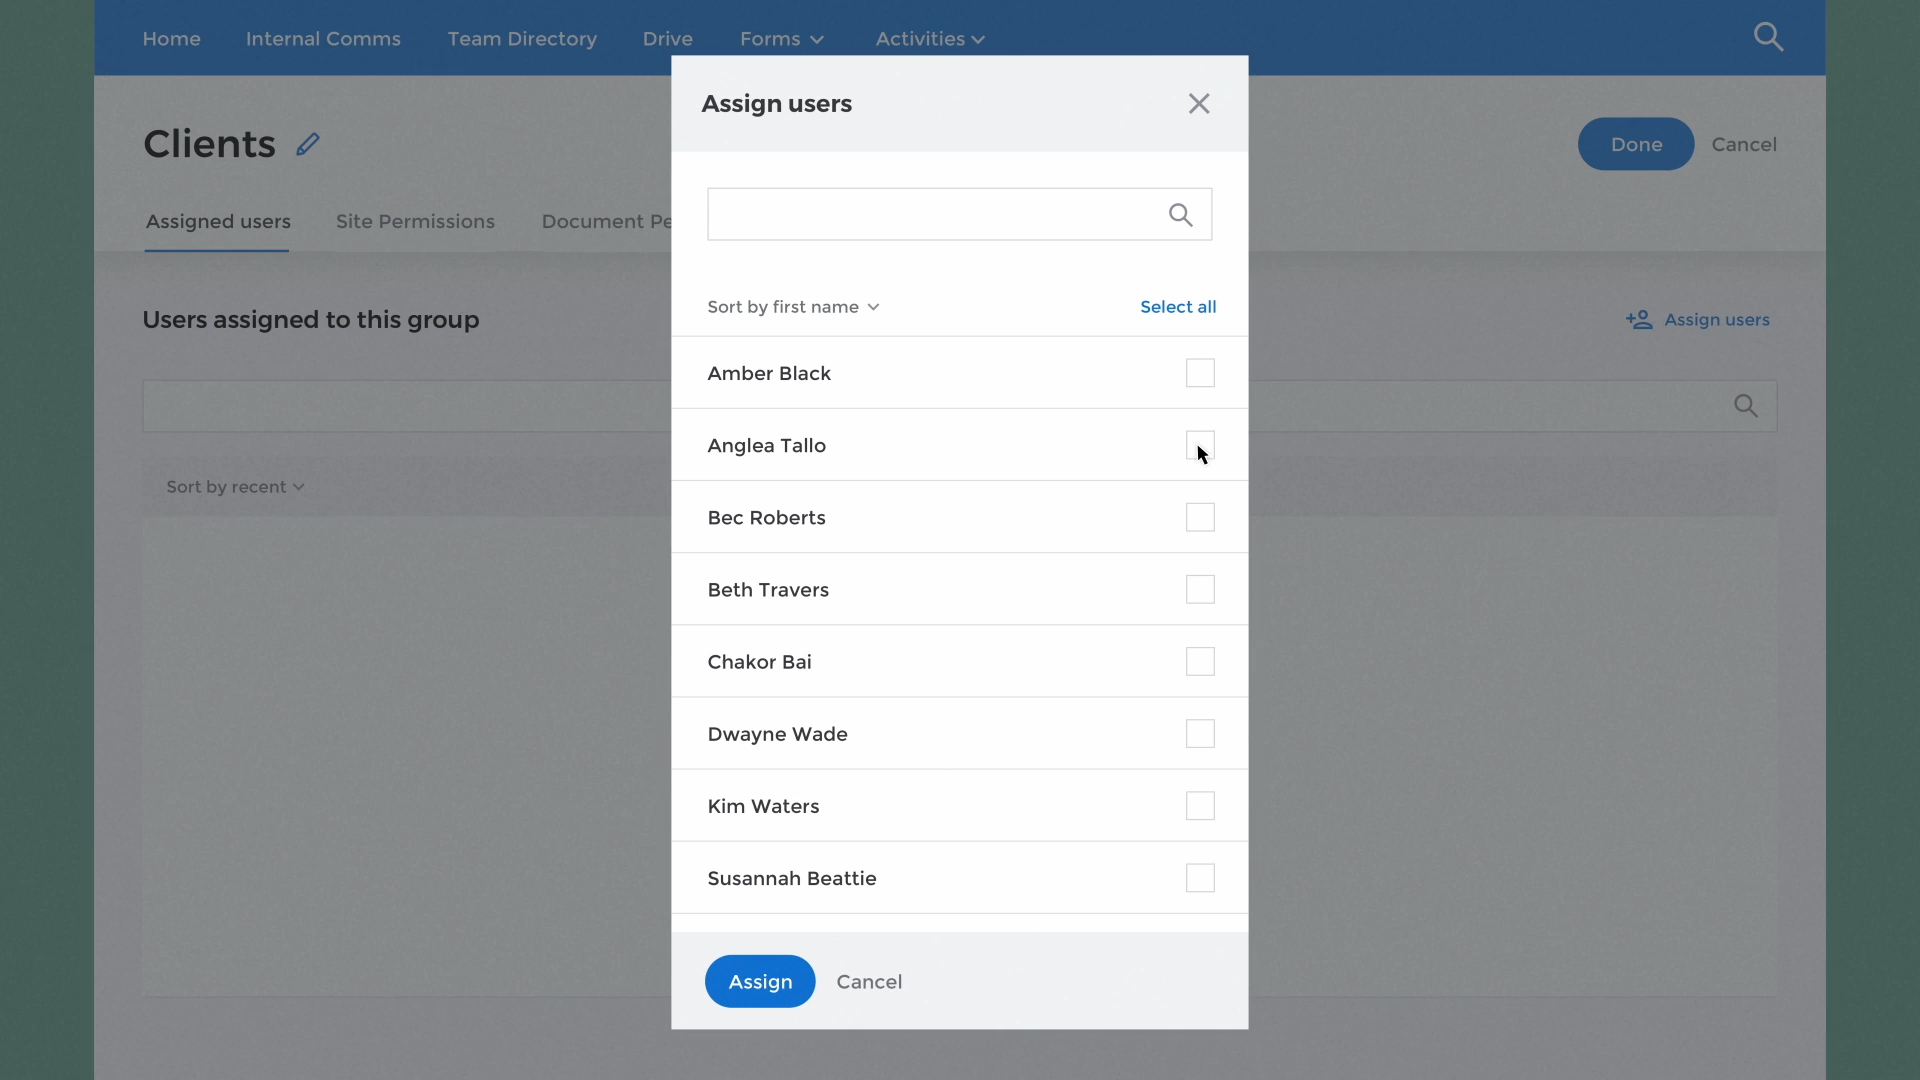 Home Internal Comms Team Directory Drive Forms Activities
Assign users
Clients
Done Cancel
Assigned users Site Permissions Document Pe
Sort by first name Select all
Users assigned to this group
Assign users
Amber Black
Anglea Tallo
Sort by recent
Bec Roberts
Beth Travers
Chakor Bai
Dwayne Wade
Kim Waters
Susannah Beattie
Assign Cancel